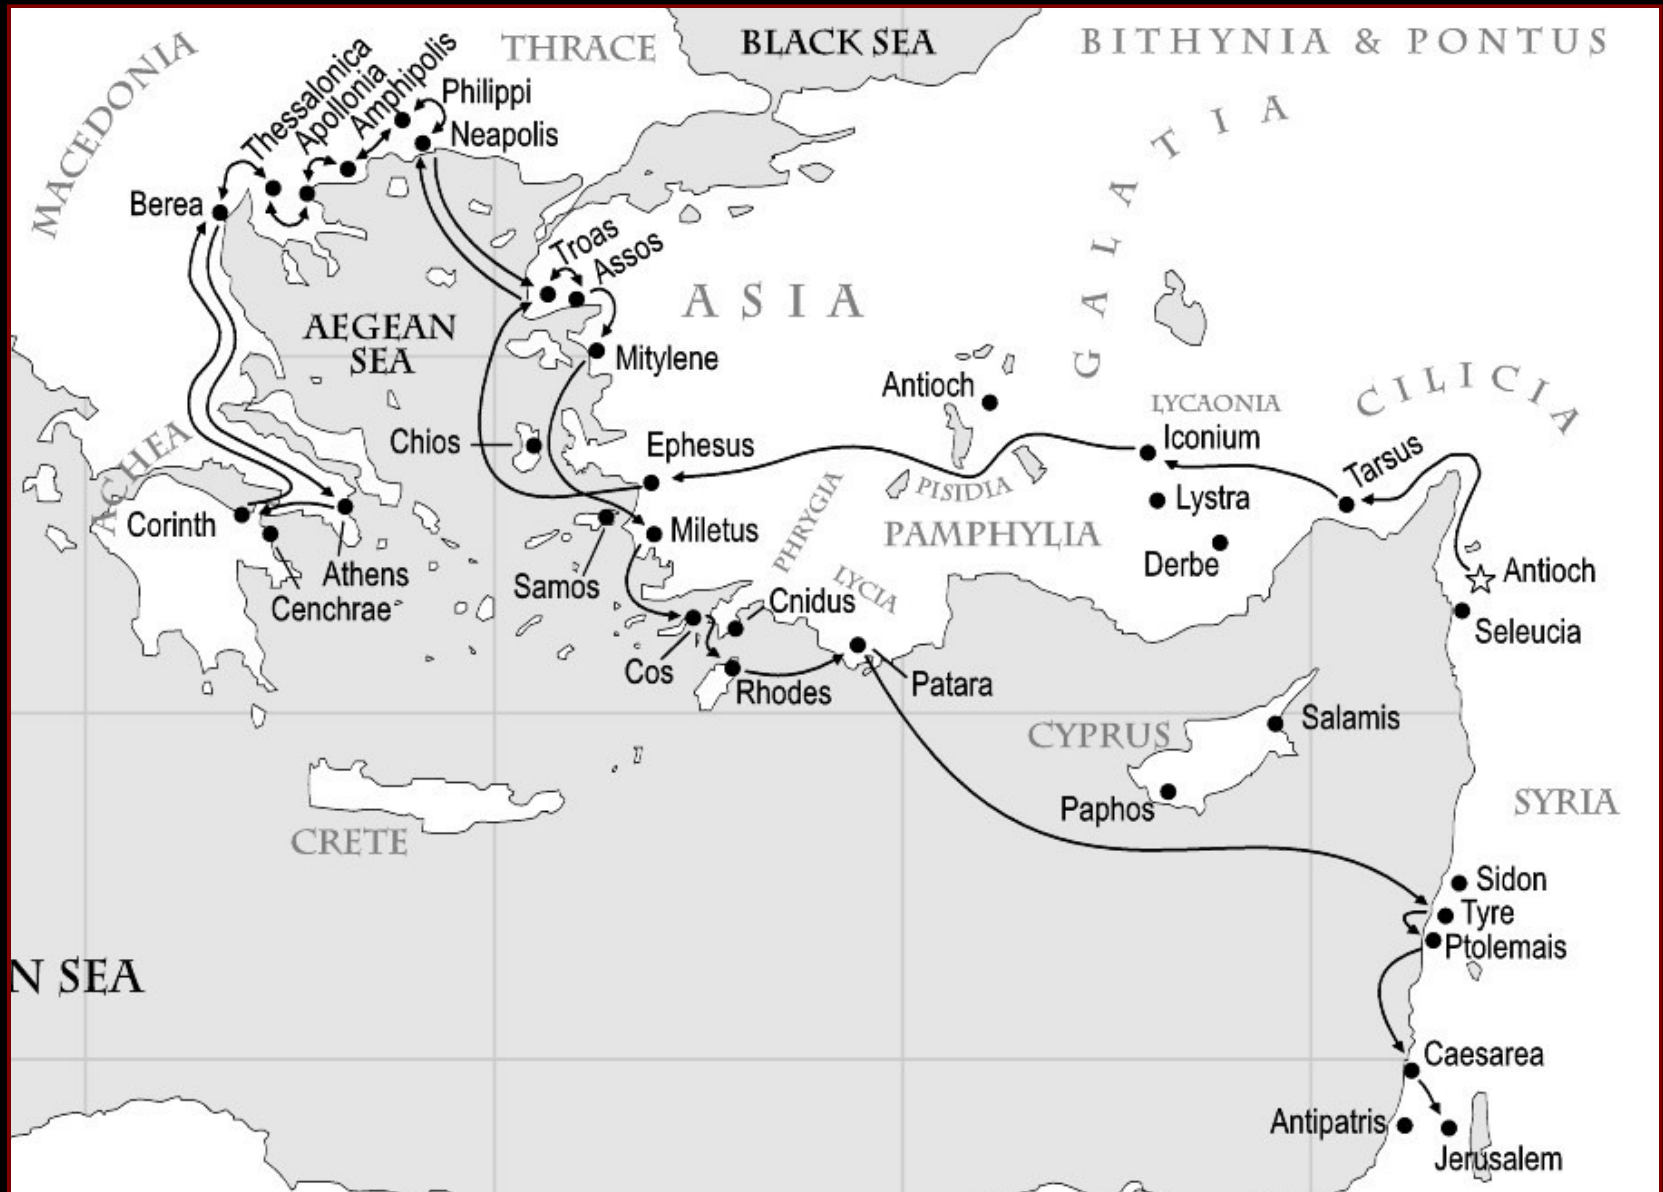 THRACE
BLACK SEA
BITHYNIA & PONTUS
MACEDONIA
Thessalonica
Apollonia
Amphipolis
Philippi
Neapolis
GALATIA
Berea
Troas
Assos
ASIA
AEGEAN
SEA
Mitylene
Antioch
LYCAONIA
CILICIA
Chios
Ephesus
Iconium
Tarsus
ACHEA
PISIDIA
Lystra
Corinth
Miletus
PHRYGIA
PAMPHYLIA
Derbe
Athens
Samos
LYCIA
Antioch
Cenchrae
Cnidus
Seleucia
Cos
Rhodes
Patara
CYPRUS
Salamis
Paphos
SYRIA
CRETE
Sidon
Tyre
Ptolemais
N SEA
Caesarea
Antipatris
Jerusalem